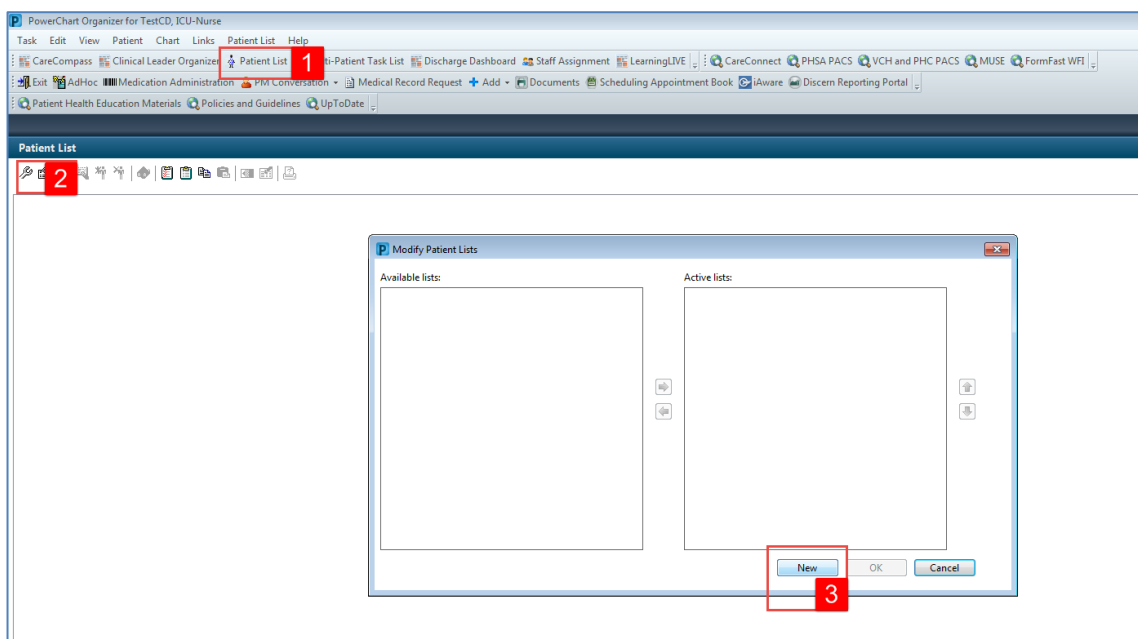 PowerChart Organizer for TestCD, ICU-Nurse
Task Edit View Patient Chart Links Patient List Help
CareCompass Clinical Leader Organizer Patient List 1 ti-Patient Task List Discharge Dashboard Staff Assignment LearningLIVE CareConnect PHSA PACS VCH and PHC PACS MUSE FormFast WFI
Exit AdHoc Medication Administration PM Conversation Medical Record Request Add Documents Scheduling Appointment Book iAware Discern Reporting Portal
Patient Health Education Materials Policies and Guidelines UpToDate
Patient List
2
Modify Patient Lists
Available lists: Active lists:
New OK Cancel
3